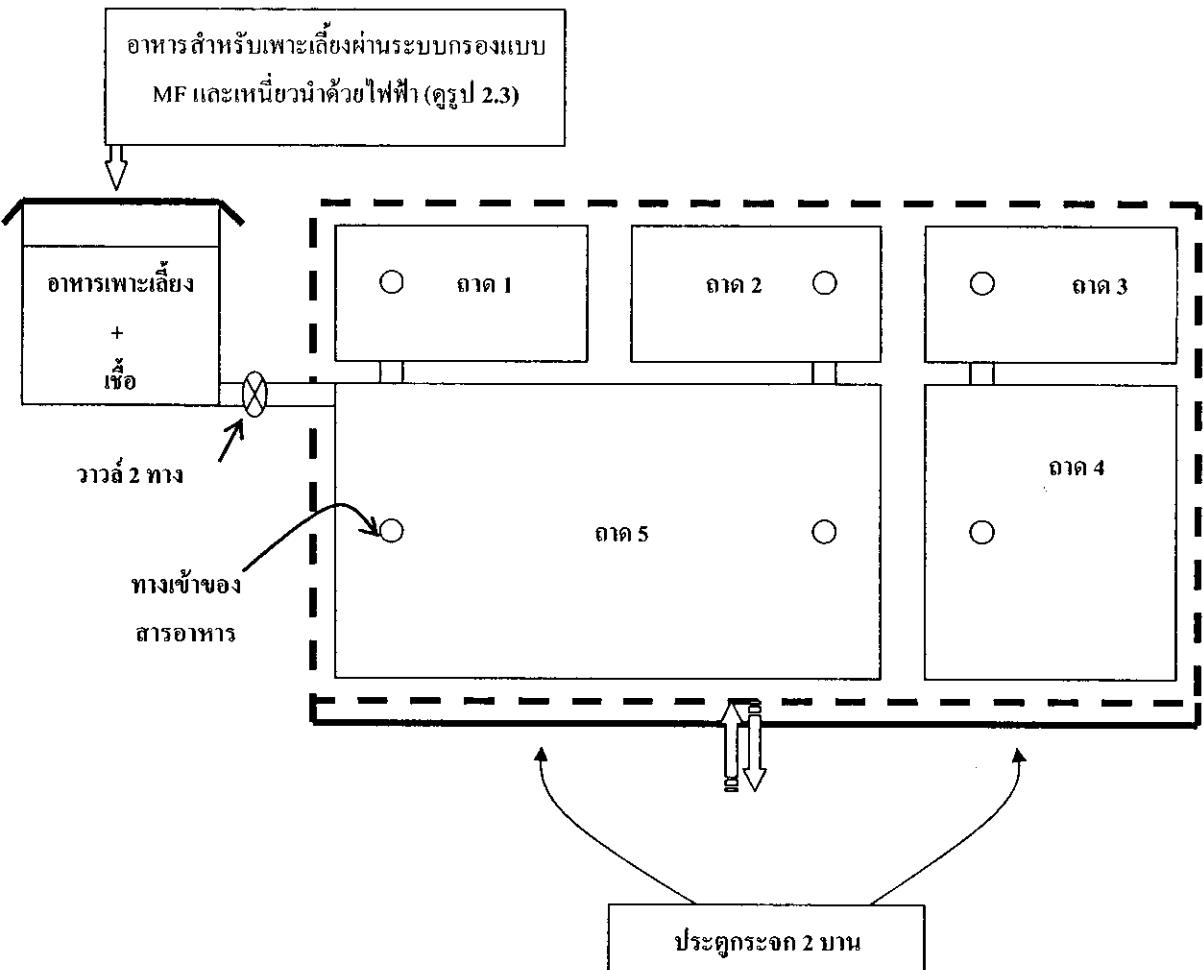 อาหารสำหรับเพาะเลี้ยงผ่านระบบกรองแบบ
MF และเหนี่ยวนำด้วยไฟฟ้า (ดูรูป 2.3)
อาหารเพาะเลี้ยง
+
เชื้อ
ถาด 1
ถาด 2
ถาด 3
วาวล์ 2 ทาง
ถาด 4
ถาด 5
ทางเข้าของ
สารอาหาร
ประตูกระจก 2 บาน